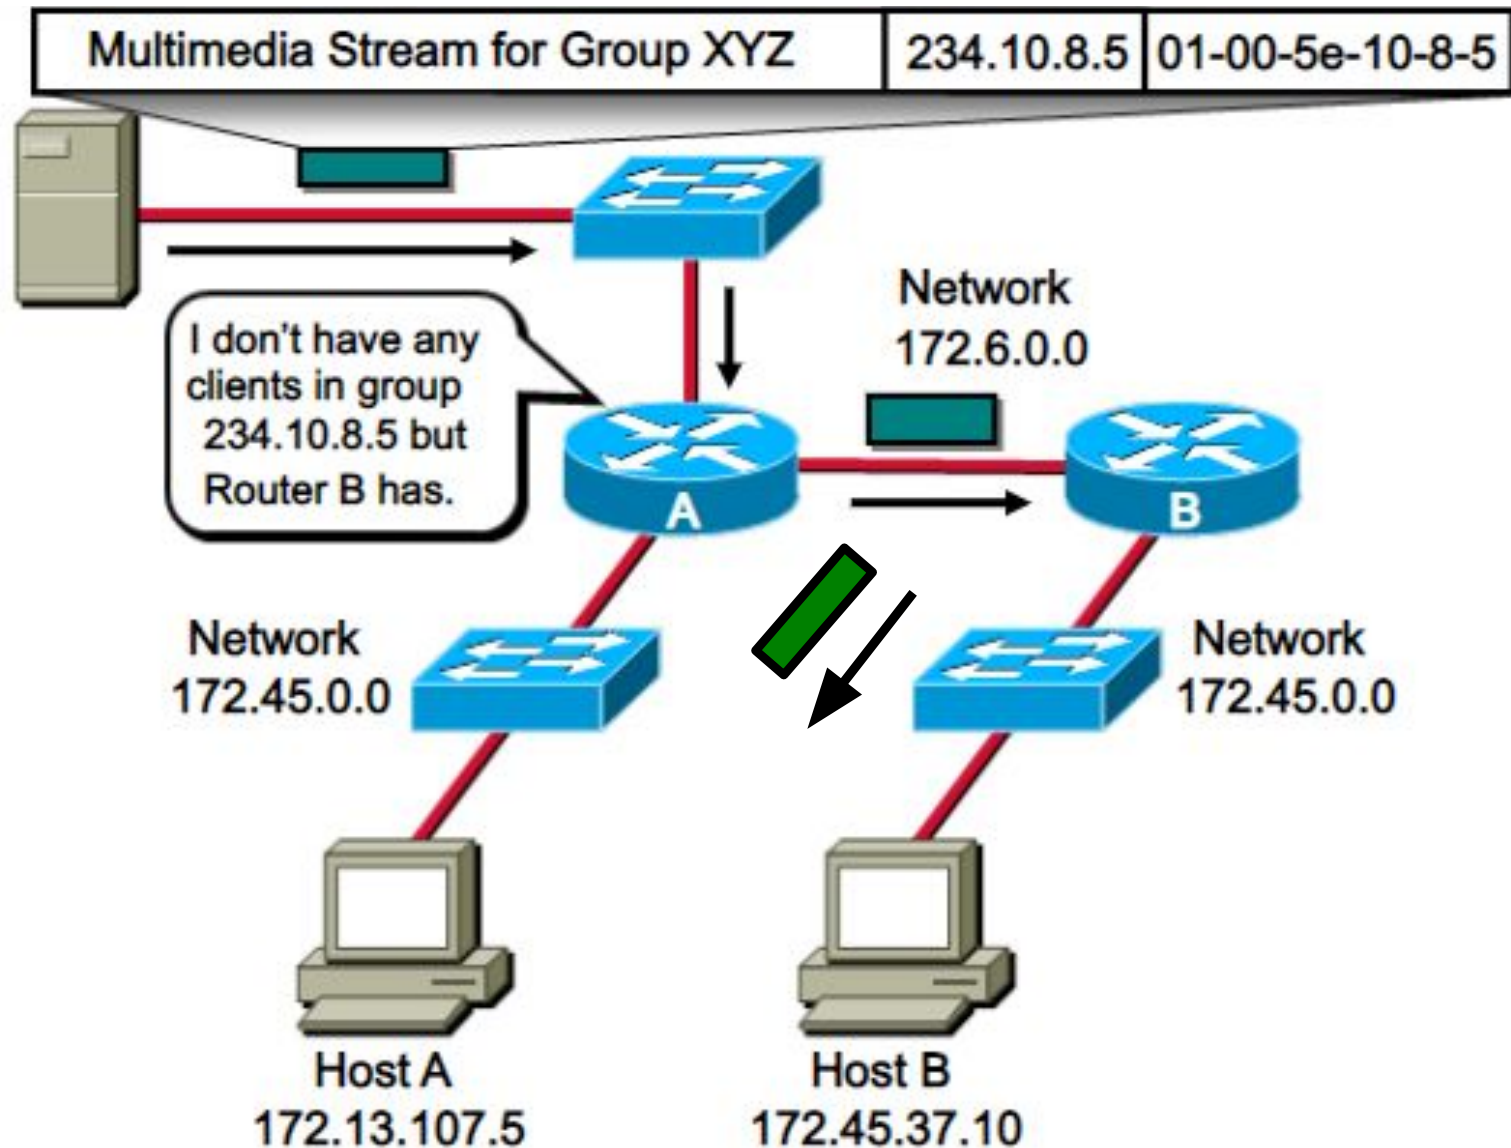 Multimedia Stream for Group XYZ 234.10.8.5 01-00-5e-10-8-5
I don't have any
clients in group
234.10.8.5 but
Router B has.
Network
172.6.0.0
A
B
Network
172.45.0.0
Network
172.45.0.0
Host A
172.13.107.5
Host B
172.45.37.10